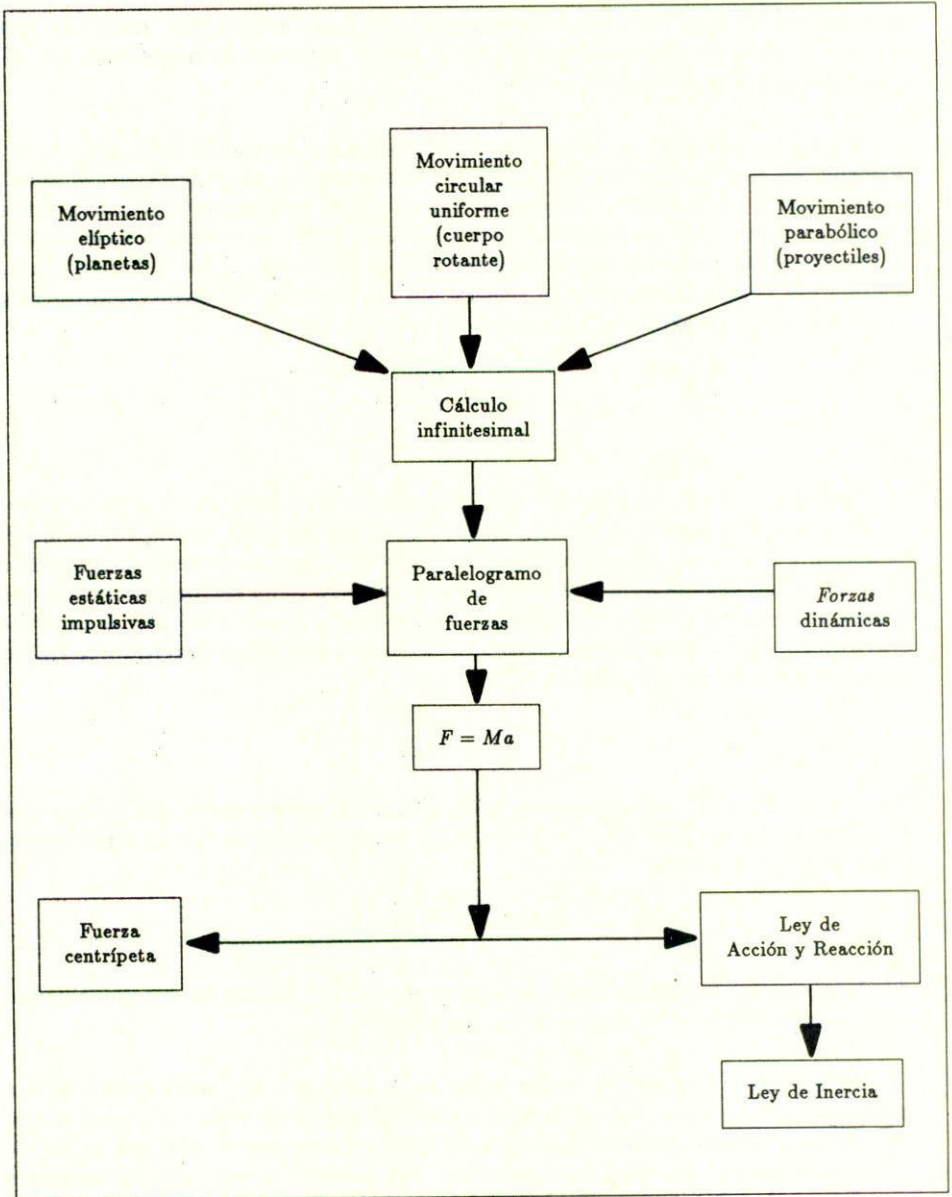 Movimiento
circular
uniforme
(cuerpo
rotante)
Movimiento
elíptico
(planetas)
Movimiento
parabólico
(proyectiles)
Cálculo
infinitesimal
Fuerzas
estáticas
impulsivas
Paralelogramo
de
fuerzas
Forzas
dinámicas
F = Ma
Fuerza
centrípeta
Ley de
Acción y Reacción
Ley de Inercia